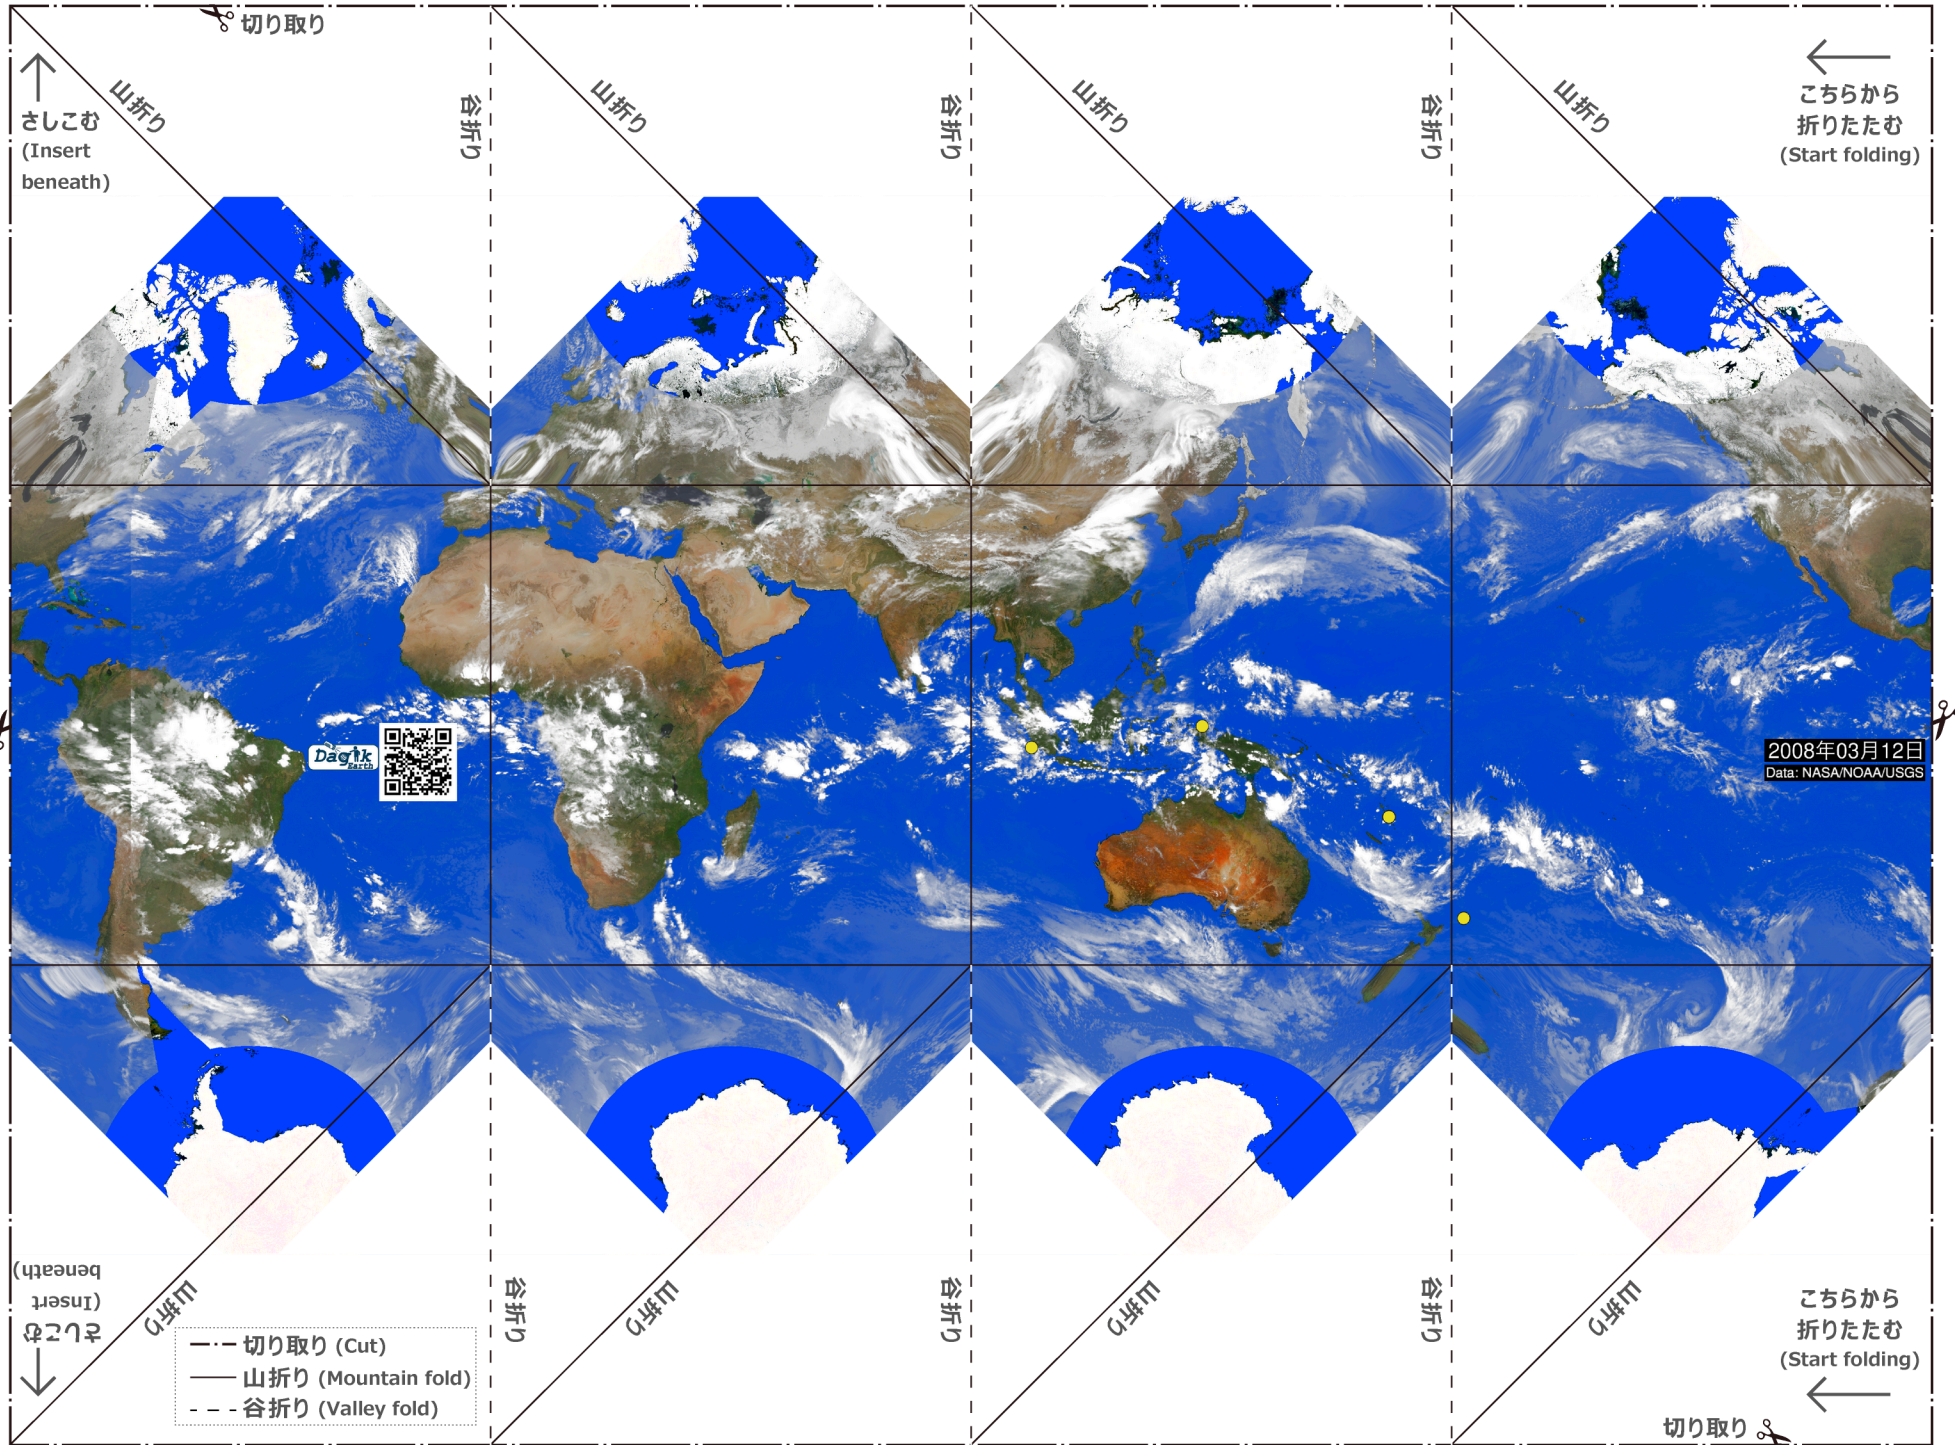 切り取り
山折り
谷折り
山折り
谷折り
山折り
谷折り
山折り
さしこむ
(Insert
beneath)
こちらから
折りたたむ
(Start folding)
Dagik
Earth
2008年03月12日
Data: NASA/NOAA/USGS
さしこむ
(Insert
beneath)
山折り
谷折り
山折り
谷折り
山折り
谷折り
山折り
こちらから
折りたたむ
(Start folding)
切り取り (Cut)
山折り (Mountain fold)
谷折り (Valley fold)
切り取り